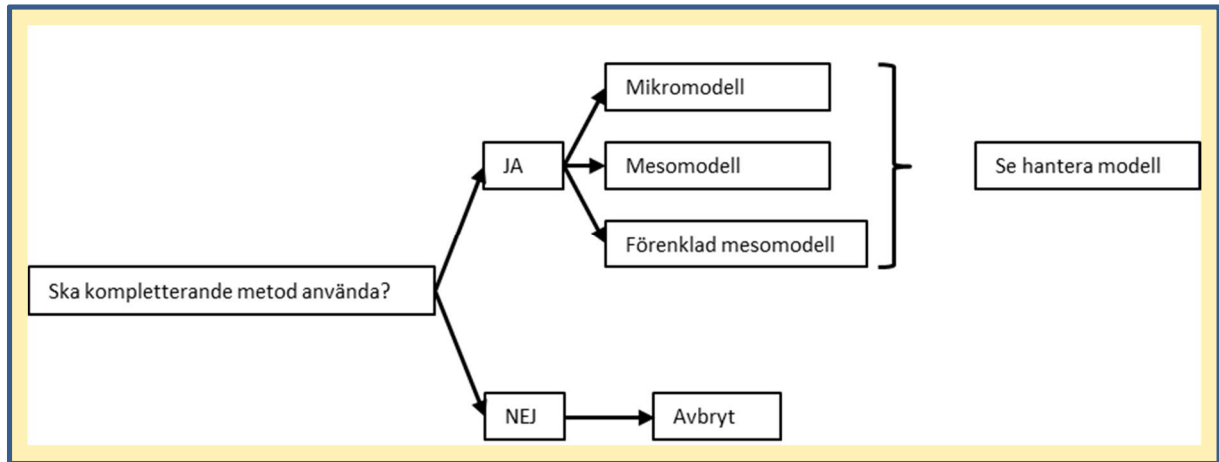 Mikromodell
JA
Mesomodell
Se hantera modell
Förenklad mesomodell
Ska kompletterande metod använda?
NEJ
Avbryt